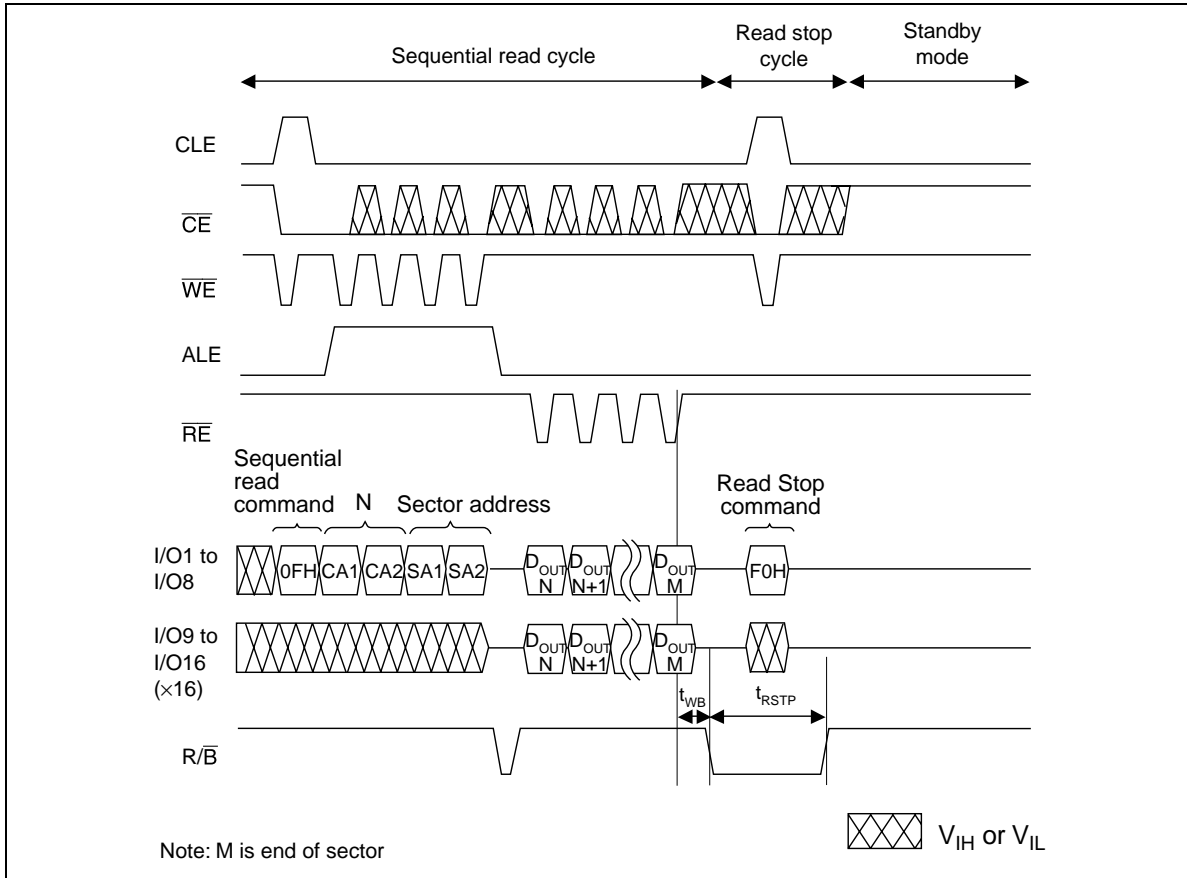 Sequential read cycle
Read stop
cycle
Standby
mode
CLE
CE
WE
ALE
RE
Sequential
read
command
N
Sector address
Read Stop
command
I/O1 to
I/O8
0FH
CA1
CA2
SA1
SA2
DOUT
N
DOUT
N+1
DOUT
M
F0H
I/O9 to
I/O16
(×16)
DOUT
N
DOUT
N+1
DOUT
M
tWB
tRSTP
R/B
Note: M is end of sector
VIH or VIL